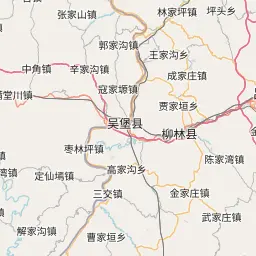 林家坪镇
坪头乡
张家山镇
郭家沟镇
王家沟乡
中角镇
辛家沟镇
成家庄镇
寇家塬镇
贾家垣乡
堂川镇
吴堡县
柳林县
枣林坪镇
陈家湾镇
高家沟乡
定仙墕镇
三交镇
金家庄镇
武家庄镇
解家沟镇
曹家垣乡